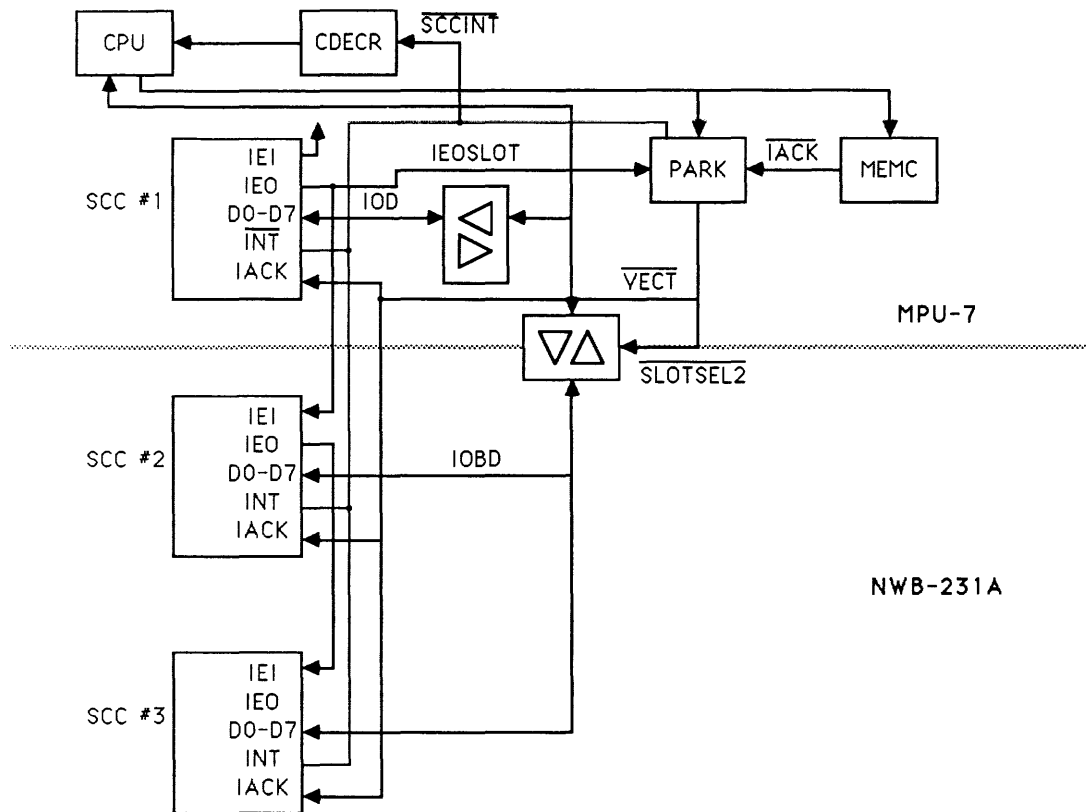 SCCINT
CPU
CDECR
IEOSLOT
IACK
PARK
MEMC
SCC #1
IEI
IEO
D0-D7
INT
IACK
IOD
VECT
MPU-7
SLOTSEL2
SCC #2
IEI
IEO
D0-D7
INT
IACK
IOBD
NWB-231A
SCC #3
IEI
IEO
D0-D7
INT
IACK